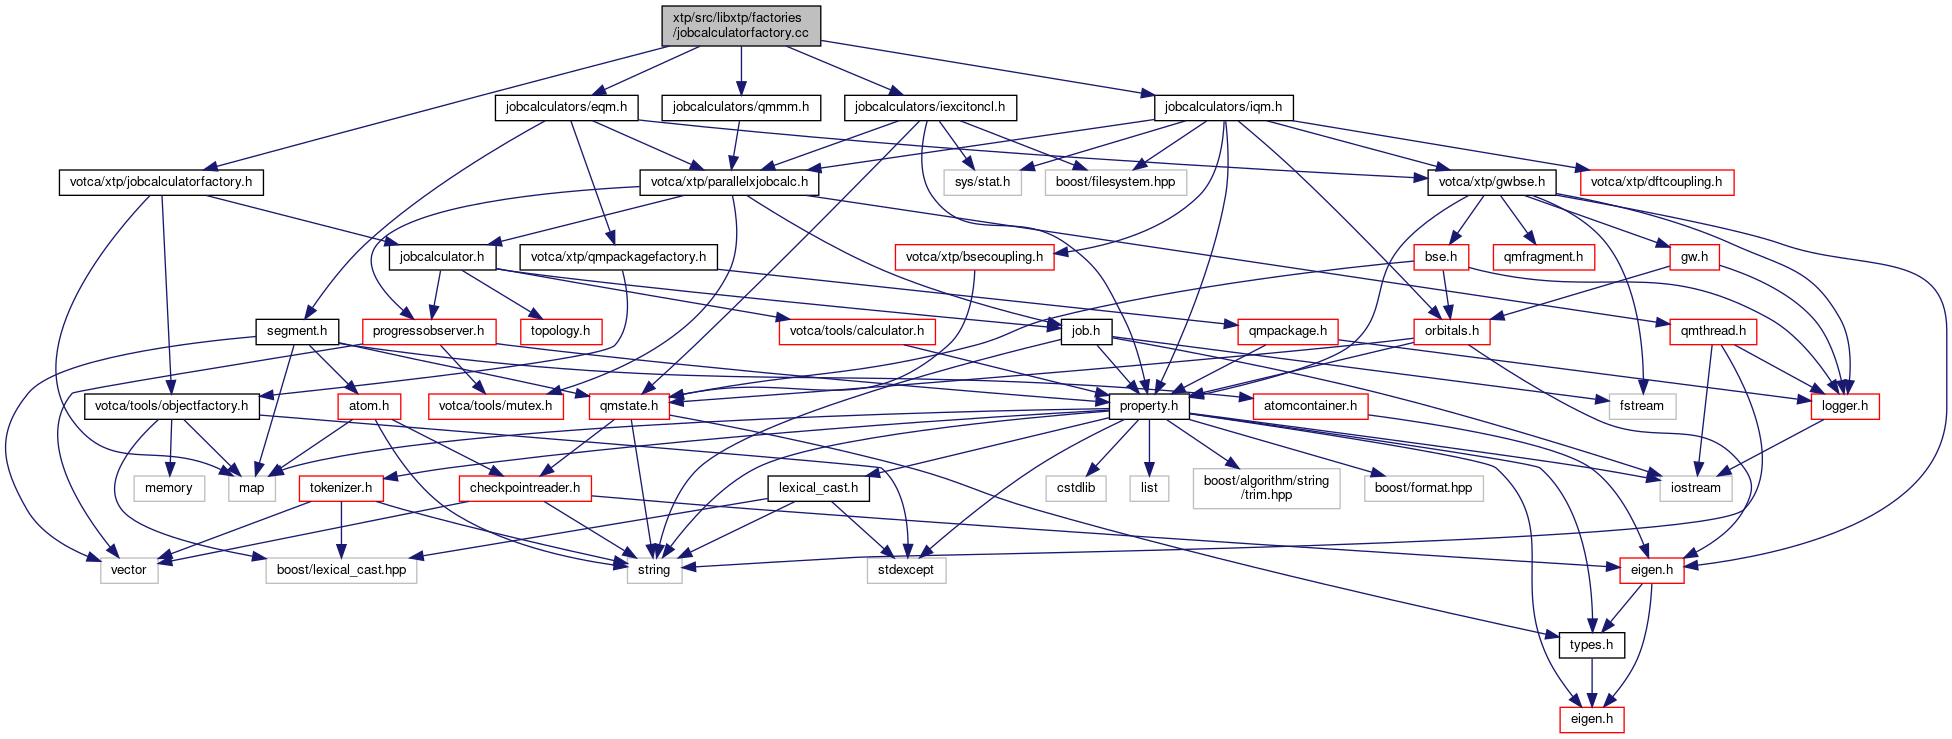 xtp/src/libxtp/factories
/jobcalculatorfactory.cc
jobcalculators/eqm.h
jobcalculators/qmmm.h
jobcalculators/iexcitoncl.h
jobcalculators/iqm.h
votca/xtp/jobcalculatorfactory.h
votca/xtp/parallelxjobcalc.h
sys/stat.h
boost/filesystem.hpp
votca/xtp/gwbse.h
votca/xtp/dftcoupling.h
jobcalculator.h
votca/xtp/qmpackagefactory.h
votca/xtp/bsecoupling.h
bse.h
qmfragment.h
gw.h
segment.h
progressobserver.h
topology.h
votca/tools/calculator.h
job.h
qmpackage.h
orbitals.h
qmthread.h
votca/tools/objectfactory.h
atom.h
votca/tools/mutex.h
qmstate.h
property.h
atomcontainer.h
fstream
logger.h
memory
map
tokenizer.h
checkpointreader.h
lexical_cast.h
cstdlib
list
boost/algorithm/string
/trim.hpp
boost/format.hpp
iostream
vector
boost/lexical_cast.hpp
string
stdexcept
eigen.h
types.h
eigen.h